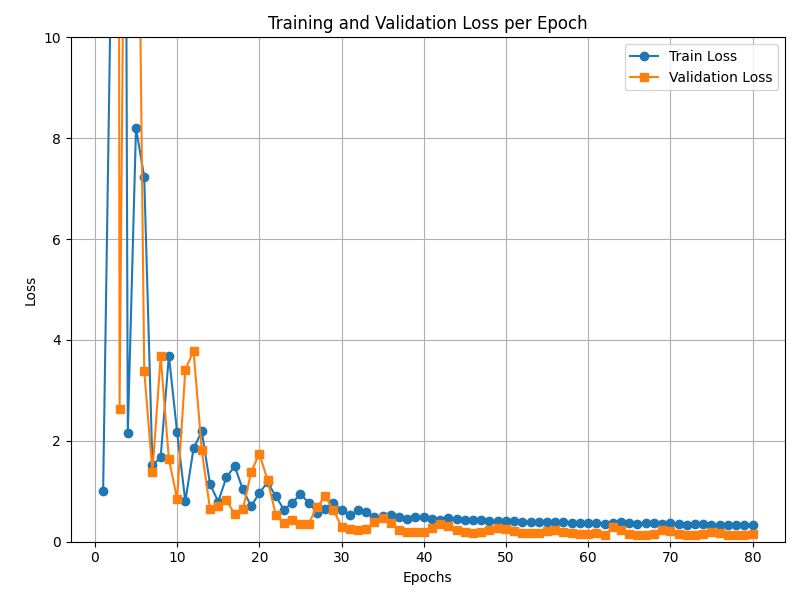 Training and Validation Loss per Epoch
10
8
6
4
2
0
Loss
Train Loss
Validation Loss
0 10 20 30 40 50 60 70 80
Epochs